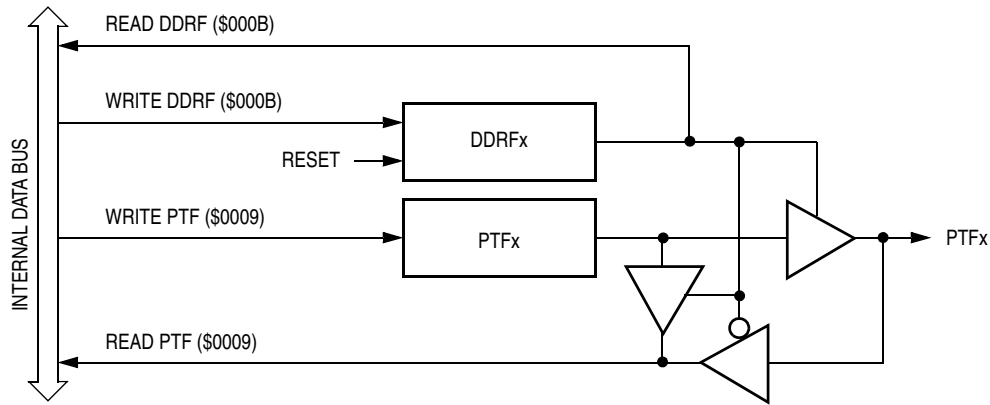 READ DDRF ($000B)
WRITE DDRF ($000B)
DDRFx
RESET
INTERNAL DATA BUS
WRITE PTF ($0009)
PTFx
PTFx
READ PTF ($0009)